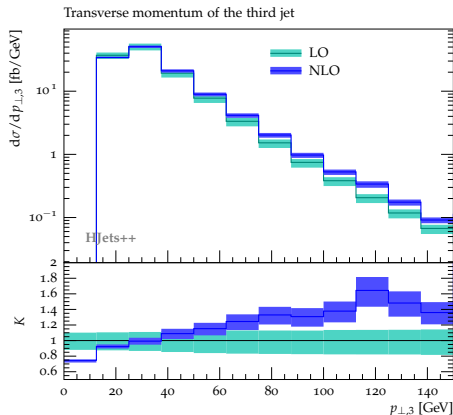 Transverse momentum of the third jet
dσ/dp⊥,3 [fb/GeV]
10^1
1
10^−1
LO
NLO
HJets++
K
2
1.8
1.6
1.4
1.2
1
0.8
0.6
0 20 40 60 80 100 120 140
p⊥,3 [GeV]